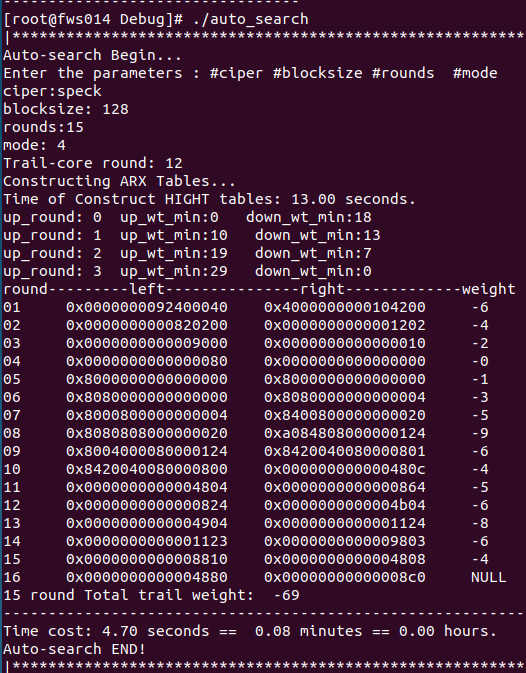 ---------------------------------
[root@fws014 Debug]# ./auto_search
|*********************************************************
Auto-search Begin...
Enter the parameters : #ciper #blocksize #rounds  #mode
ciper:speck
blocksize: 128
rounds:15
mode: 4
Trail-core round: 12
Constructing ARX Tables...
Time of Construct HIGHT tables: 13.00 seconds.
up_round: 0  up_wt_min:0   down_wt_min:18
up_round: 1  up_wt_min:10   down_wt_min:13
up_round: 2  up_wt_min:19   down_wt_min:7
up_round: 3  up_wt_min:29   down_wt_min:0
round---------left---------------right-------------weight
01     0x0000000092400040    0x4000000000104200     -6
02     0x0000000000820200    0x0000000000001202     -4
03     0x0000000000009000    0x0000000000000010     -2
04     0x0000000000000080    0x0000000000000000     -0
05     0x8000000000000000    0x8000000000000000     -1
06     0x8080000000000000    0x8080000000000004     -3
07     0x8000800000000004    0x8400800000000020     -5
08     0x8080808000000020    0xa084808000000124     -9
09     0x8004000080000124    0x8420040080000801     -6
10     0x8420040080000800    0x000000000000480c     -4
11     0x0000000000004804    0x0000000000000864     -5
12     0x0000000000000824    0x0000000000004b04     -6
13     0x0000000000004904    0x0000000000001124     -8
14     0x0000000000001123    0x0000000000009803     -6
15     0x0000000000008810    0x0000000000004808     -4
16     0x0000000000004880    0x00000000000008c0     NULL
15 round Total trail weight:  -69
---------------------------------------------------------
Time cost: 4.70 seconds ==  0.08 minutes == 0.00 hours.
Auto-search END!
|*********************************************************